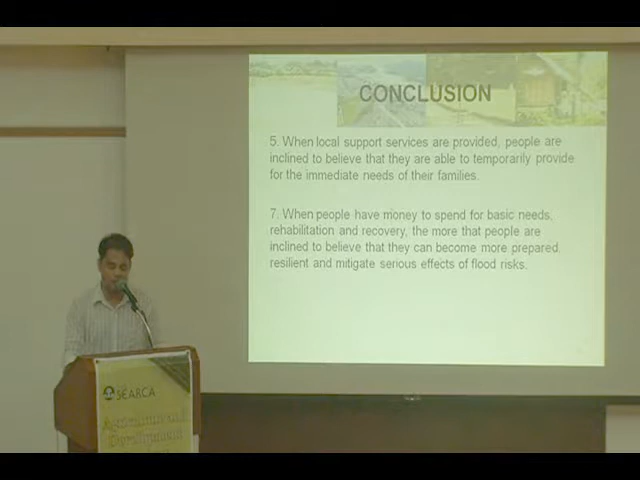 CONCLUSION
5. When local support services are provided, people are
inclined to believe that they are able to temporarily provide
for the immediate needs of their families.
7. When people have money to spend for basic needs,
rehabilitation and recovery, the more that people are
inclined to believe that they can become more prepared,
resilient and mitigate serious effects of flood risks.
SEARCA
Agriculture and
Development